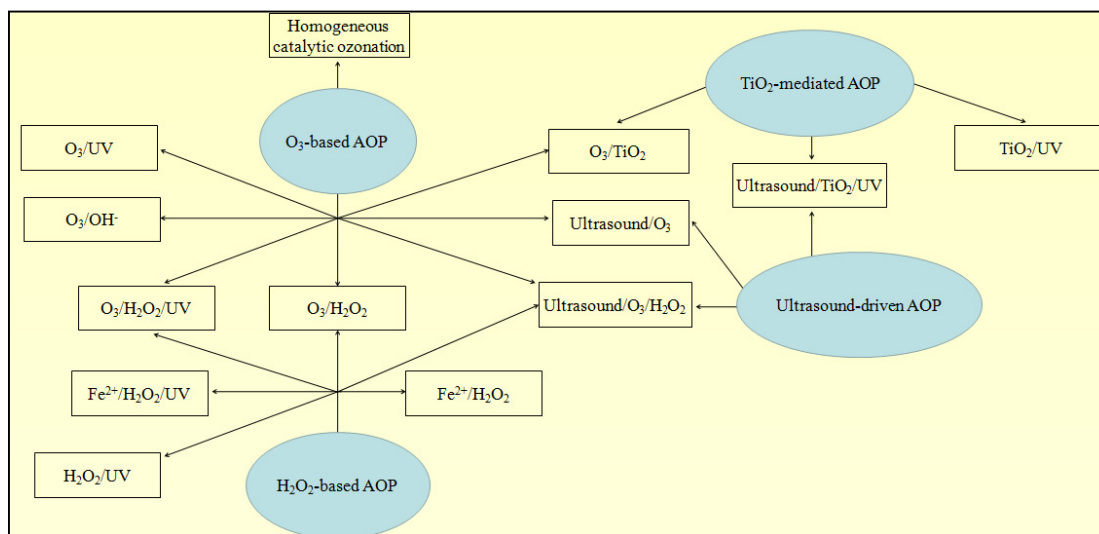 Homogeneous
catalytic ozonation
TiO₂-mediated AOP
O₃-based AOP
O₃/UV
O₃/TiO₂
TiO₂/UV
Ultrasound/TiO₂/UV
O₃/OH⁻
Ultrasound/O₃
O₃/H₂O₂/UV
O₃/H₂O₂
Ultrasound/O₃/H₂O₂
Ultrasound-driven AOP
Fe²⁺/H₂O₂/UV
Fe²⁺/H₂O₂
H₂O₂/UV
H₂O₂-based AOP